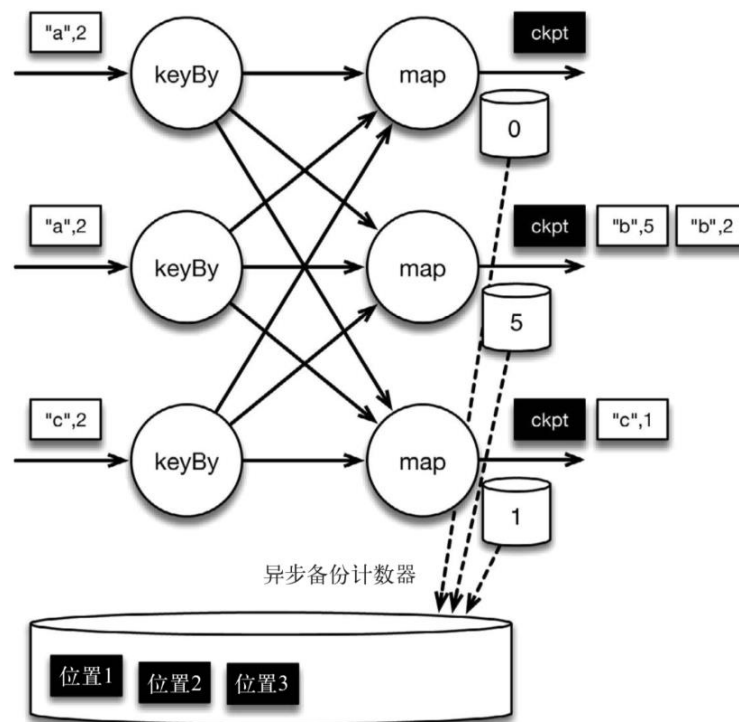 "a",2
keyBy
map
ckpt
0
"a",2
keyBy
map
ckpt
"b",5
"b",2
5
"c",2
keyBy
map
ckpt
"c",1
1
异步备份计数器
位置1
位置2
位置3